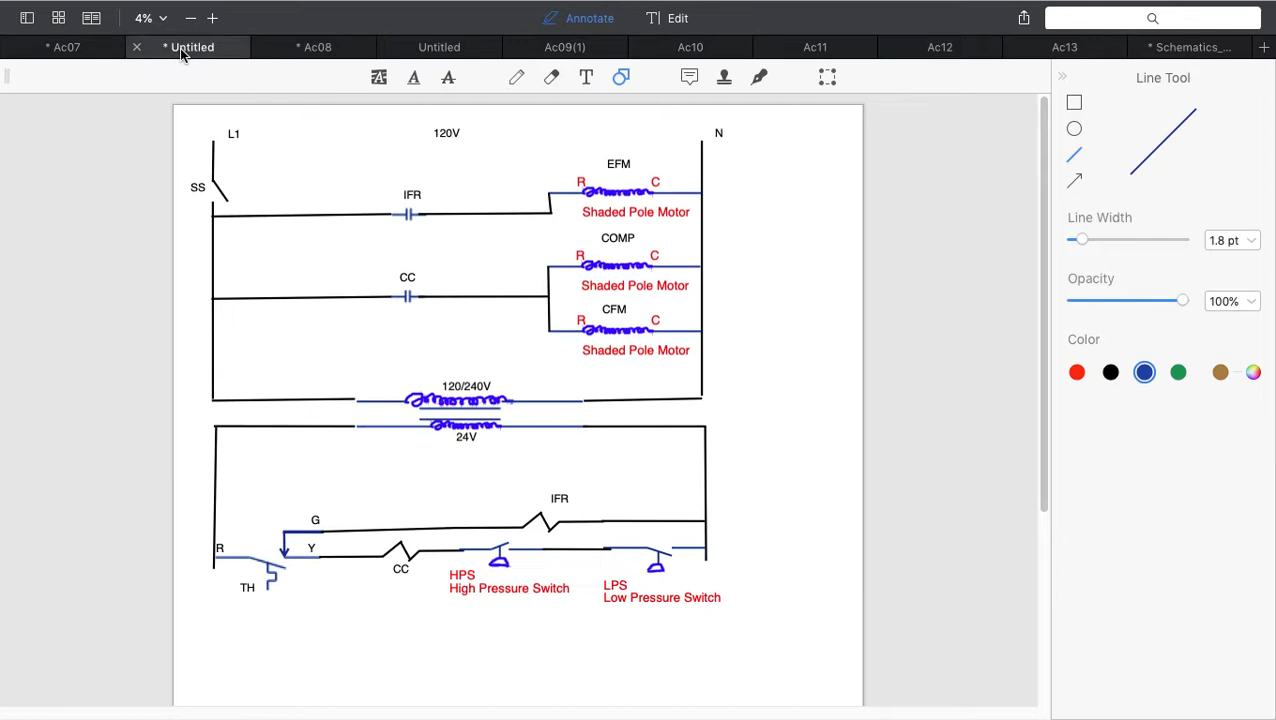 4%
Annotate
Edit
* Ac07
* Untitled
* Ac08
Untitled
Ac09(1)
Ac10
Ac11
Ac12
Ac13
* Schematics_...
Line Tool
Line Width
1.8 pt
Opacity
100%
Color
L1
120V
N
EFM
SS
IFR
R
C
Shaded Pole Motor
COMP
R
C
CC
Shaded Pole Motor
CFM
R
C
Shaded Pole Motor
120/240V
24V
IFR
G
R
Y
CC
TH
HPS
High Pressure Switch
LPS
Low Pressure Switch